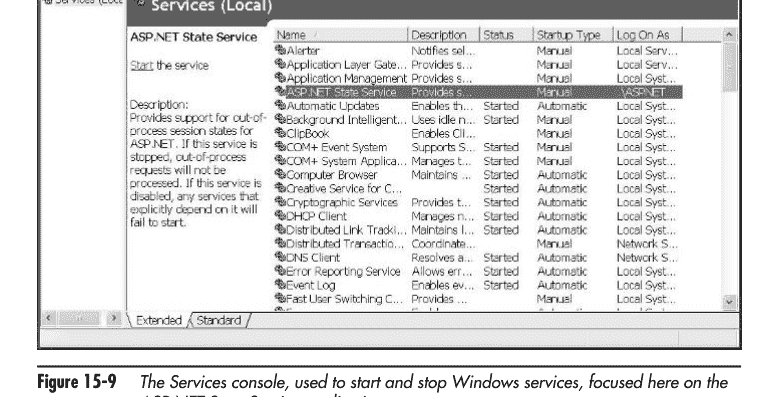 Services (Local)
ASP.NET State Service
Start the service
Description:
Provides support for out-of-
process session states for
ASP.NET. If this service is
stopped, out-of-process
requests will not be
processed. If this service is
disabled, any services that
explicitly depend on it will
fail to start.
Name / Description Status Startup Type Log On As
Alerter Notifies sel... Manual Local Serv...
Application Layer Gate... Provides s... Manual Local Serv...
Application Management Provides s... Manual Local Syst...
ASP.NET State Service Provides s... Manual .\ASPNET
Automatic Updates Enables th... Started Automatic Local Syst...
Background Intelligent... Uses idle n... Started Manual Local Syst...
ClipBook Enables Cli... Manual Local Syst...
COM+ Event System Supports S... Started Manual Local Syst...
COM+ System Applica... Manages t... Started Manual Local Syst...
Computer Browser Maintains ... Started Automatic Local Syst...
Creative Service for C... Started Automatic Local Syst...
Cryptographic Services Provides t... Started Automatic Local Syst...
DHCP Client Manages n... Started Automatic Local Syst...
Distributed Link Tracki... Maintains l... Started Automatic Local Syst...
Distributed Transactio... Coordinate... Manual Network S...
DNS Client Resolves a... Started Automatic Network S...
Error Reporting Service Allows err... Started Automatic Local Syst...
Event Log Enables ev... Started Automatic Local Syst...
Fast User Switching C... Provides ... Manual Local Syst...
Extended Standard
Figure 15-9 The Services console, used to start and stop Windows services, focused here on the